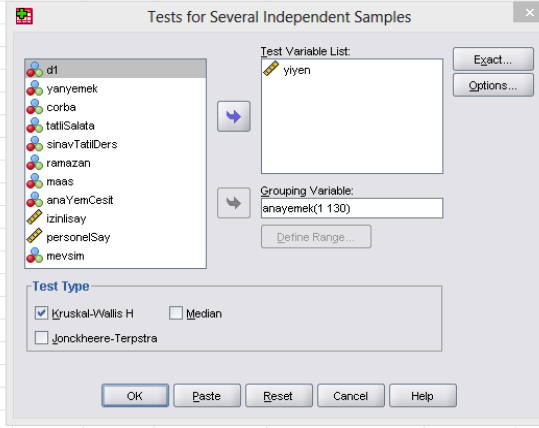 Tests for Several Independent Samples
d1
yanyemek
corba
tatliSalata
sinavTatilDers
ramazan
maas
anaYemCesit
izinlisay
personelSay
mevsim
Test Variable List:
yiyen
Grouping Variable:
anayemek(1 130)
Define Range...
Exact...
Options...
Test Type
Kruskal-Wallis H
Median
Jonckheere-Terpstra
OK
Paste
Reset
Cancel
Help